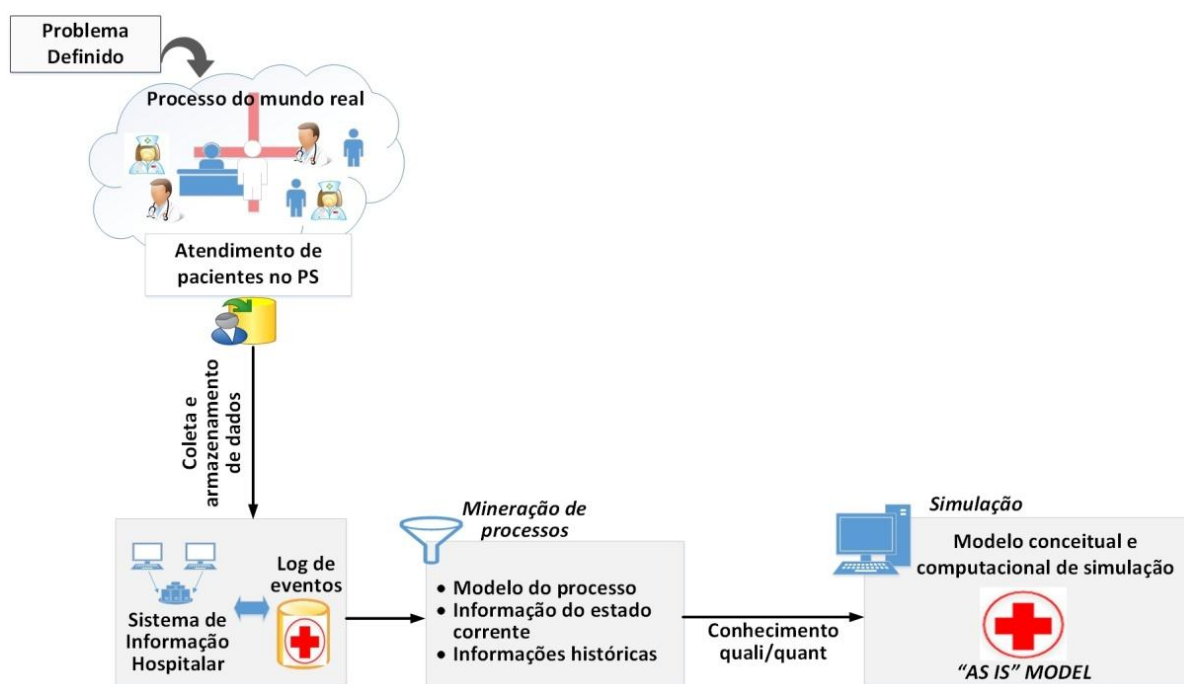 Problema
Definido
Processo do mundo real
Atendimento de
pacientes no PS
Coleta e
armazenamento
de dados
Sistema de
Informação
Hospitalar
Log de
eventos
Mineração de
processos
• Modelo do processo
• Informação do estado
corrente
• Informações históricas
Conhecimento
quali/quant
Simulação
Modelo conceitual e
computacional de simulação
"AS IS" MODEL